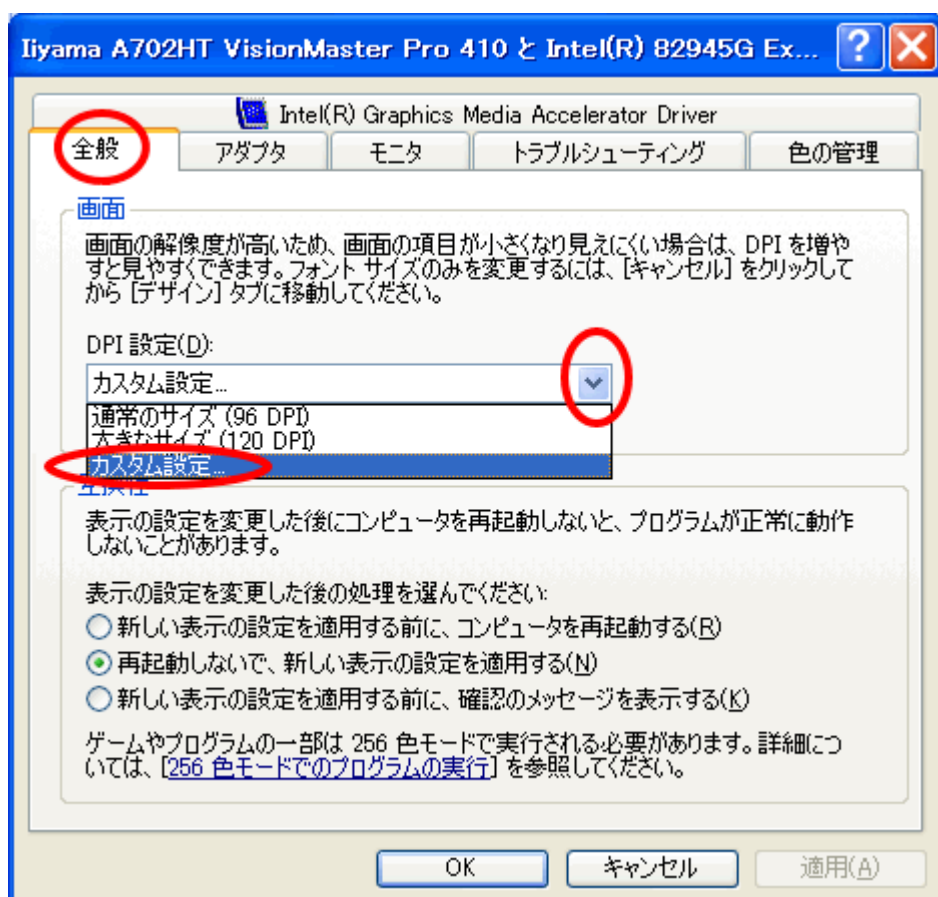 Iiyama A702HT VisionMaster Pro 410 と Intel(R) 82945G Ex...
Intel(R) Graphics Media Accelerator Driver
全般 アダプタ モニタ トラブルシューティング 色の管理
画面
画面の解像度が高いため、画面の項目が小さくなり見えにくい場合は、DPI を増や
すと見やすくできます。フォント サイズのみを変更するには、[キャンセル] をクリックして
から [デザイン] タブに移動してください。
DPI 設定(D):
カスタム設定...
通常のサイズ (96 DPI)
大きなサイズ (120 DPI)
カスタム設定...
互換性
表示の設定を変更した後にコンピュータを再起動しないと、プログラムが正常に動作
しないことがあります。
表示の設定を変更した後の処理を選んでください:
新しい表示の設定を適用する前に、コンピュータを再起動する(R)
再起動しないで、新しい表示の設定を適用する(N)
新しい表示の設定を適用する前に、確認のメッセージを表示する(K)
ゲームやプログラムの一部は 256 色モードで実行される必要があります。詳細につ
いては、[256 色モードでのプログラムの実行] を参照してください。
OK キャンセル 適用(A)